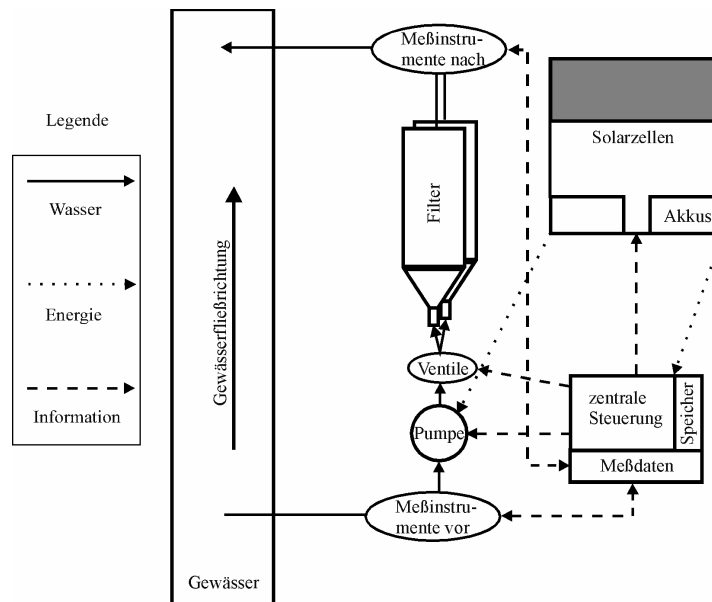 Meßinstru-
mente nach
Legende
Solarzellen
Wasser
Filter
Akkus
Gewässerfließrichtung
Energie
Ventile
zentrale
Steuerung
Speicher
Information
Pumpe
Meßdaten
Meßinstru-
mente vor
Gewässer